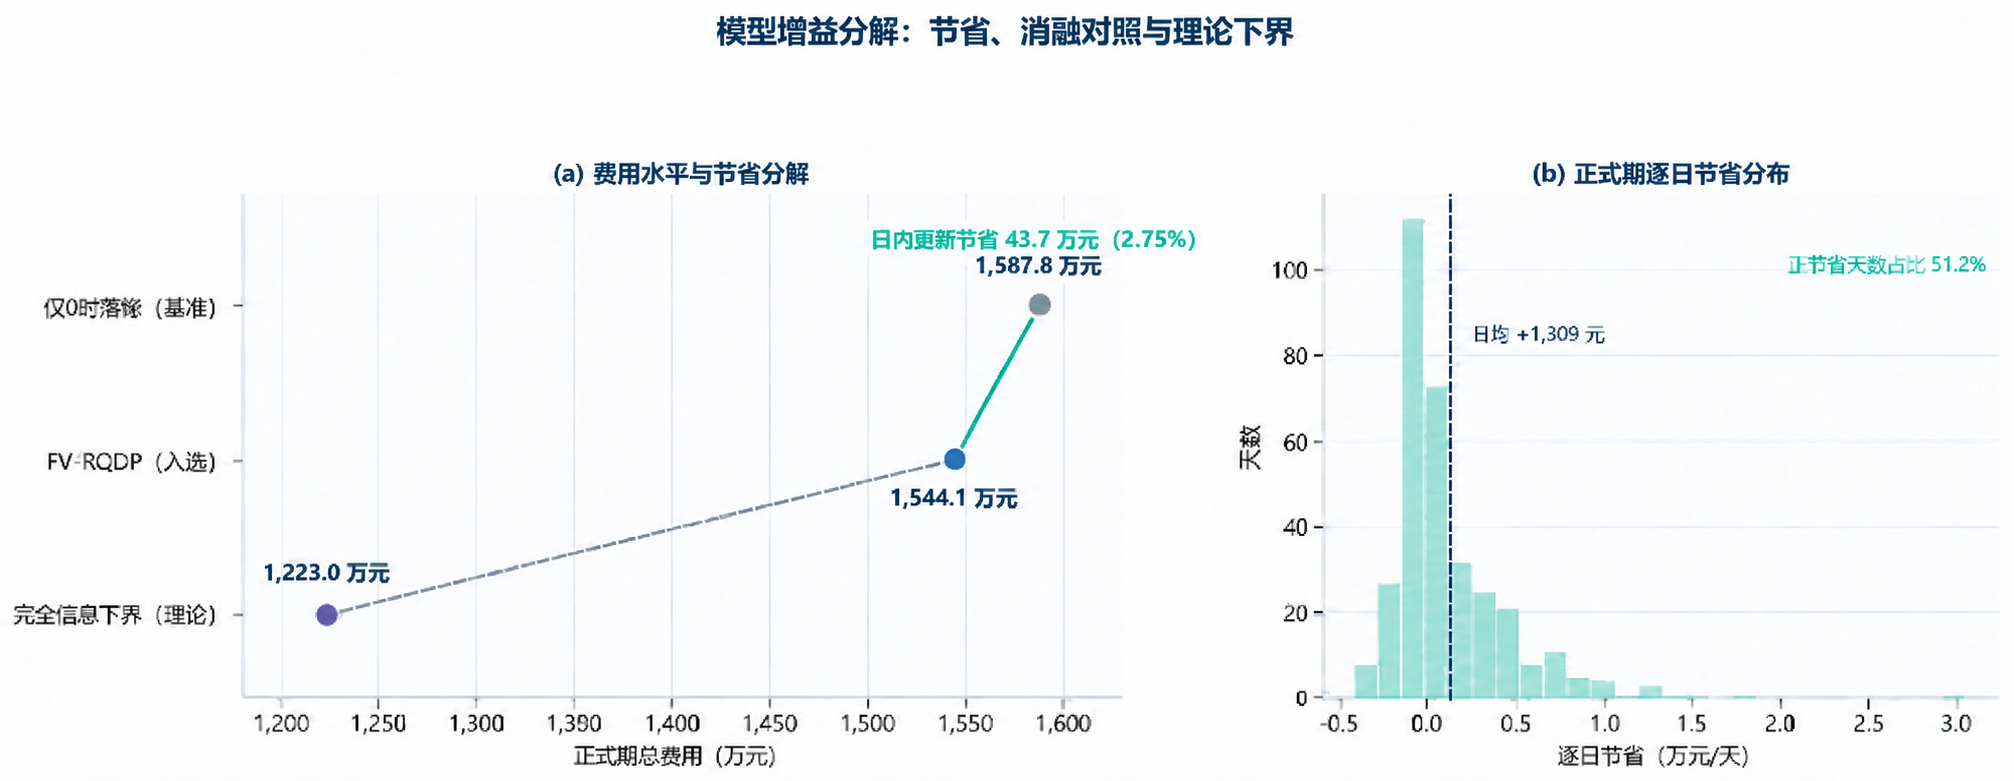 模型增益分解：节省、消融对照与理论下界
(a) 费用水平与节省分解
日内更新节省 43.7 万元（2.75%）
1,587.8 万元
仅0时落
（基准）
FV-RQDP（入选）
1,544.1 万元
1,223.0 万元
完全信息下界（理论）
1,200 1,250 1,300 1,350 1,400 1,450 1,500 1,550 1,600
正式期总费用（万元）
(b) 正式期逐日节省分布
正节省天数占比 51.2%
日均 +1,309 元
天数
100
80
60
40
20
0
-0.5 0.0 0.5 1.0 1.5 2.0 2.5 3.0
逐日节省（万元/天）